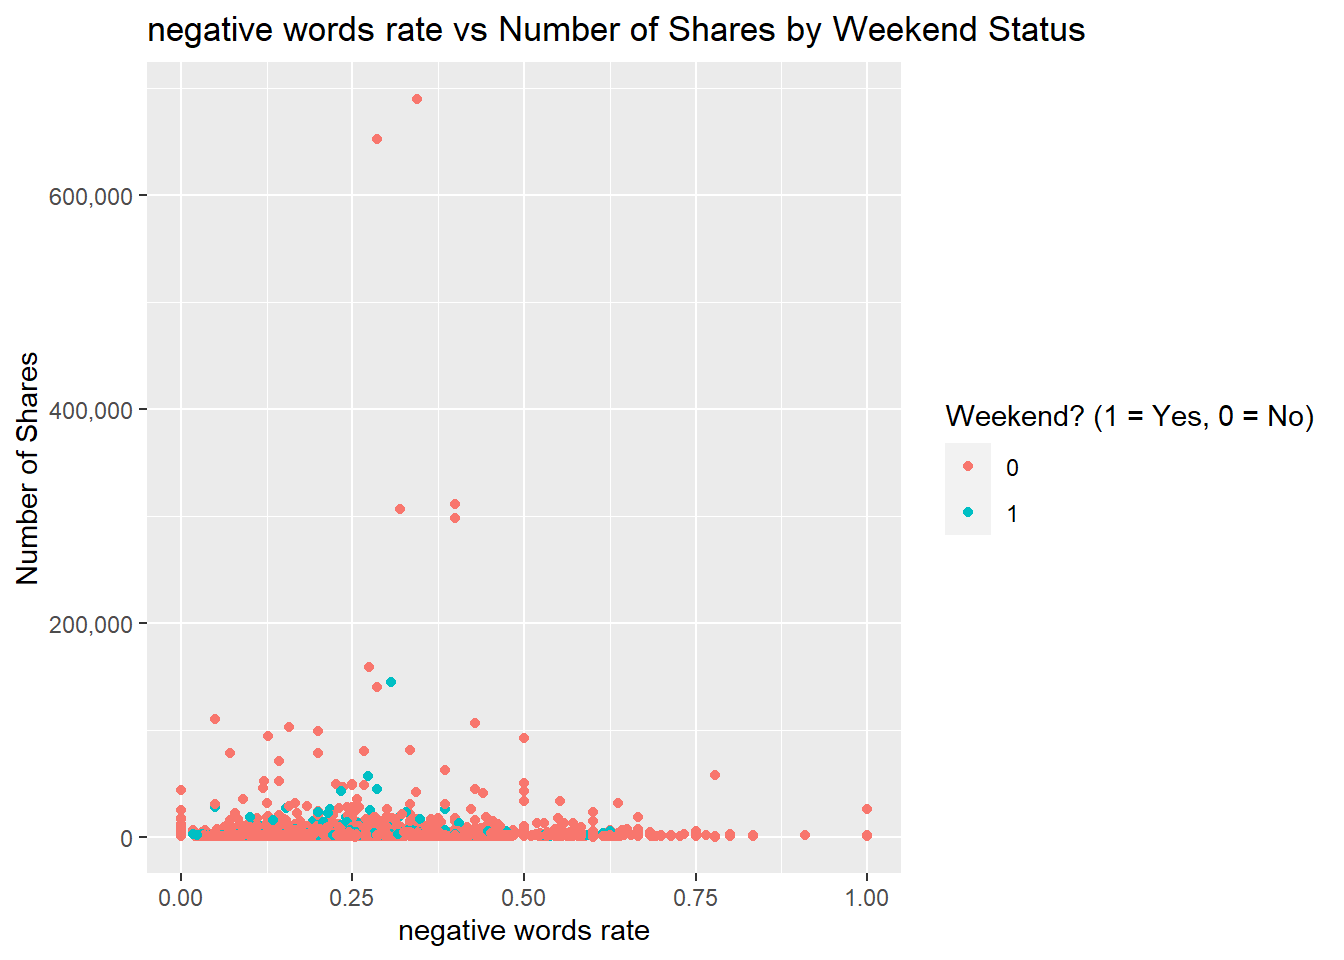 negative words rate vs Number of Shares by Weekend Status
Number of Shares
600,000
400,000
200,000
0
0.00
0.25
0.50
0.75
1.00
negative words rate
Weekend? (1 = Yes, 0 = No)
0
1